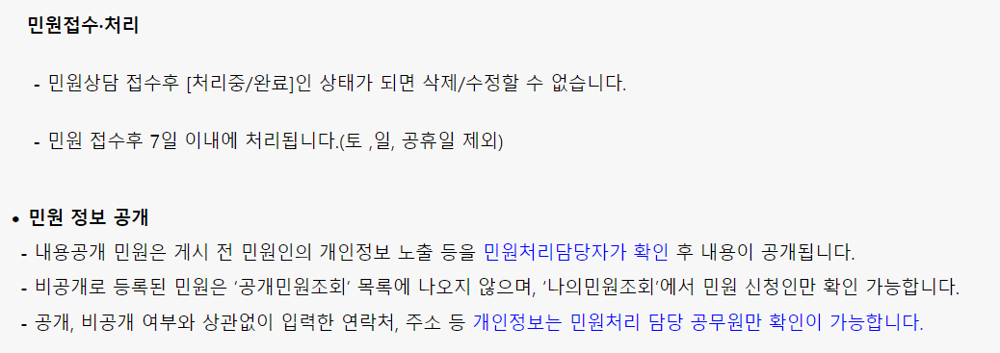 민원접수·처리
- 민원상담 접수후 [처리중/완료]인 상태가 되면 삭제/수정할 수 없습니다.
- 민원 접수후 7일 이내에 처리됩니다.(토 ,일, 공휴일 제외)
• 민원 정보 공개
- 내용공개 민원은 게시 전 민원인의 개인정보 노출 등을 민원처리담당자가 확인 후 내용이 공개됩니다.
- 비공개로 등록된 민원은 ‘공개민원조회’ 목록에 나오지 않으며, ‘나의민원조회’에서 민원 신청인만 확인 가능합니다.
- 공개, 비공개 여부와 상관없이 입력한 연락처, 주소 등 개인정보는 민원처리 담당 공무원만 확인이 가능합니다.